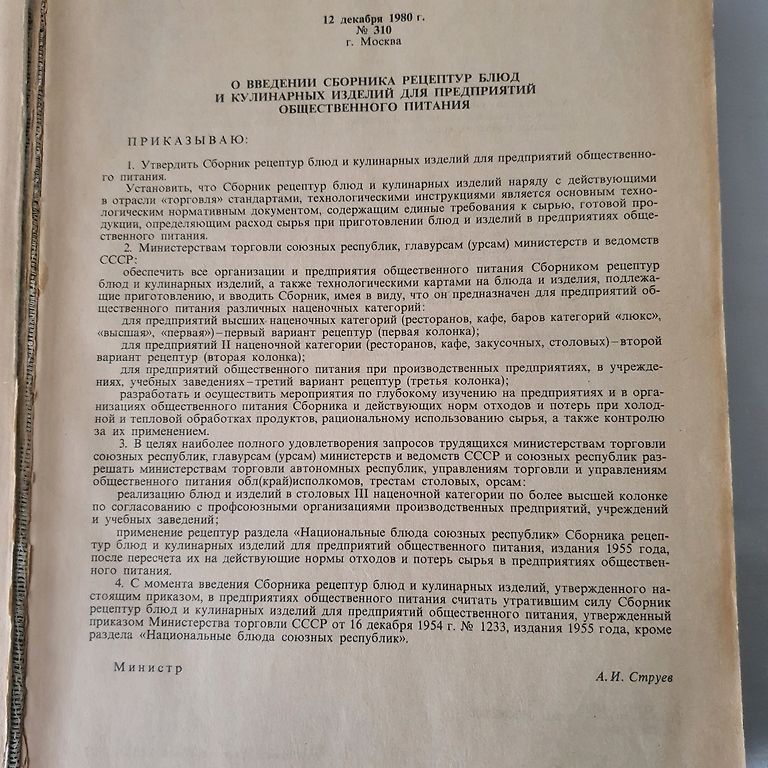 12 декабря 1980 г.
№ 310
г. Москва
О ВВЕДЕНИИ СБОРНИКА РЕЦЕПТУР БЛЮД
И КУЛИНАРНЫХ ИЗДЕЛИЙ ДЛЯ ПРЕДПРИЯТИЙ
ОБЩЕСТВЕННОГО ПИТАНИЯ
ПРИКАЗЫВАЮ:
1. Утвердить Сборник рецептур блюд и кулинарных изделий для предприятий общественно-
го питания.
Установить, что Сборник рецептур блюд и кулинарных изделий наряду с действующими
в отрасли «торговля» стандартами, технологическими инструкциями является основным техно-
логическим нормативным документом, содержащим единые требования к сырью, готовой про-
дукции, определяющим расход сырья при приготовлении блюд и изделий в предприятиях обще-
ственного питания.
2. Министерствам торговли союзных республик, главурсам (урсам) министерств и ведомств
СССР:
обеспечить все организации и предприятия общественного питания Сборником рецептур
блюд и кулинарных изделий, а также технологическими картами на блюда и изделия, подлежа-
щие приготовлению, и вводить Сборник, имея в виду, что он предназначен для предприятий об-
щественного питания различных наценочных категорий:
для предприятий высших наценочных категорий (ресторанов, кафе, баров категорий «люкс»,
«высшая», «первая»)–первый вариант рецептур (первая колонка);
для предприятий II наценочной категории (ресторанов, кафе, закусочных, столовых)–второй
вариант рецептур (вторая колонка);
для предприятий общественного питания при производственных предприятиях, в учрежде-
ниях, учебных заведениях–третий вариант рецептур (третья колонка);
разработать и осуществить мероприятия по глубокому изучению на предприятиях и в орга-
низациях общественного питания Сборника и действующих норм отходов и потерь при холод-
ной и тепловой обработках продуктов, рациональному использованию сырья, а также контролю
за их применением.
3. В целях наиболее полного удовлетворения запросов трудящихся министерствам торговли
союзных республик, главурсам (урсам) министерств и ведомств СССР и союзных республик раз-
решать министерствам торговли автономных республик, управлениям торговли и управлениям
общественного питания обл(край)исполкомов, трестам столовых, орсам:
реализацию блюд и изделий в столовых III наценочной категории по более высшей колонке
по согласованию с профсоюзными организациями производственных предприятий, учреждений
и учебных заведений;
применение рецептур раздела «Национальные блюда союзных республик» Сборника рецеп-
тур блюд и кулинарных изделий для предприятий общественного питания, издания 1955 года,
после пересчета их на действующие нормы отходов и потерь сырья в предприятиях обществен-
ного питания.
4. С момента введения Сборника рецептур блюд и кулинарных изделий, утвержденного на-
стоящим приказом, в предприятиях общественного питания считать утратившим силу Сборник
рецептур блюд и кулинарных изделий для предприятий общественного питания, утвержденный
приказом Министерства торговли СССР от 16 декабря 1954 г. № 1233, издания 1955 года, кроме
раздела «Национальные блюда союзных республик».
Министр
А. И. Струев